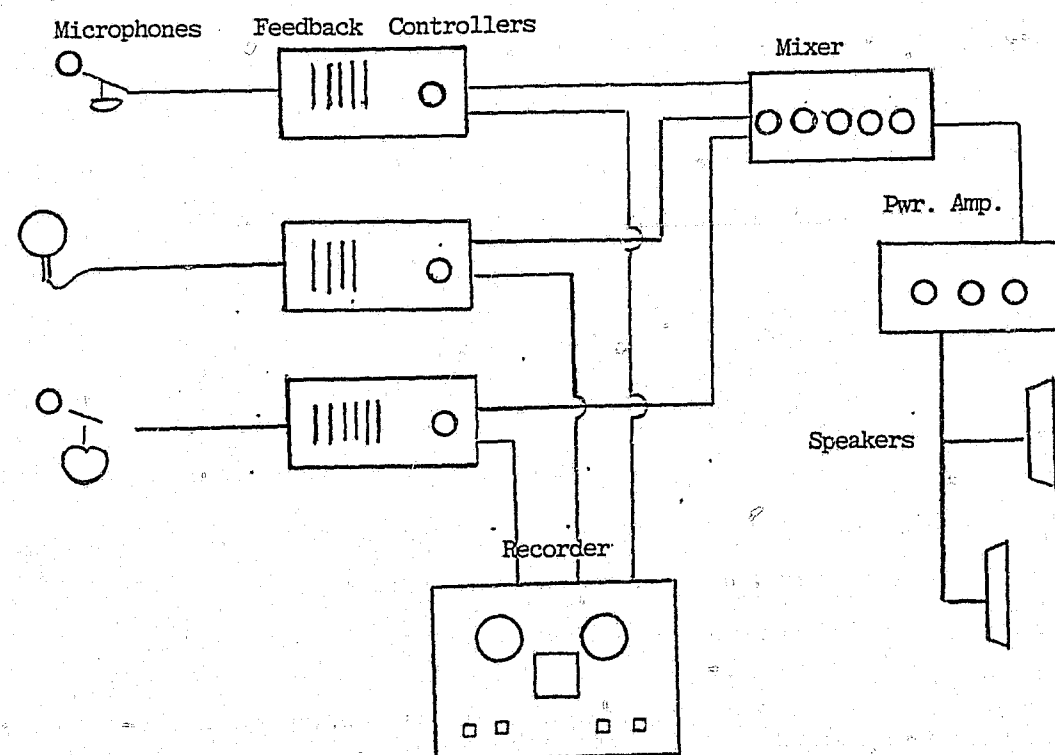 Microphones Feedback Controllers
Mixer
Pwr. Amp.
Speakers
Recorder